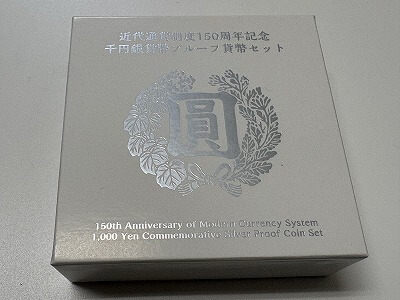 近代通貨制度150周年記念
千円銀貨幣プルーフ貨幣セット
圓
150th Anniversary of Modern Currency System
1,000 Yen Commemorative Silver Proof Coin Set